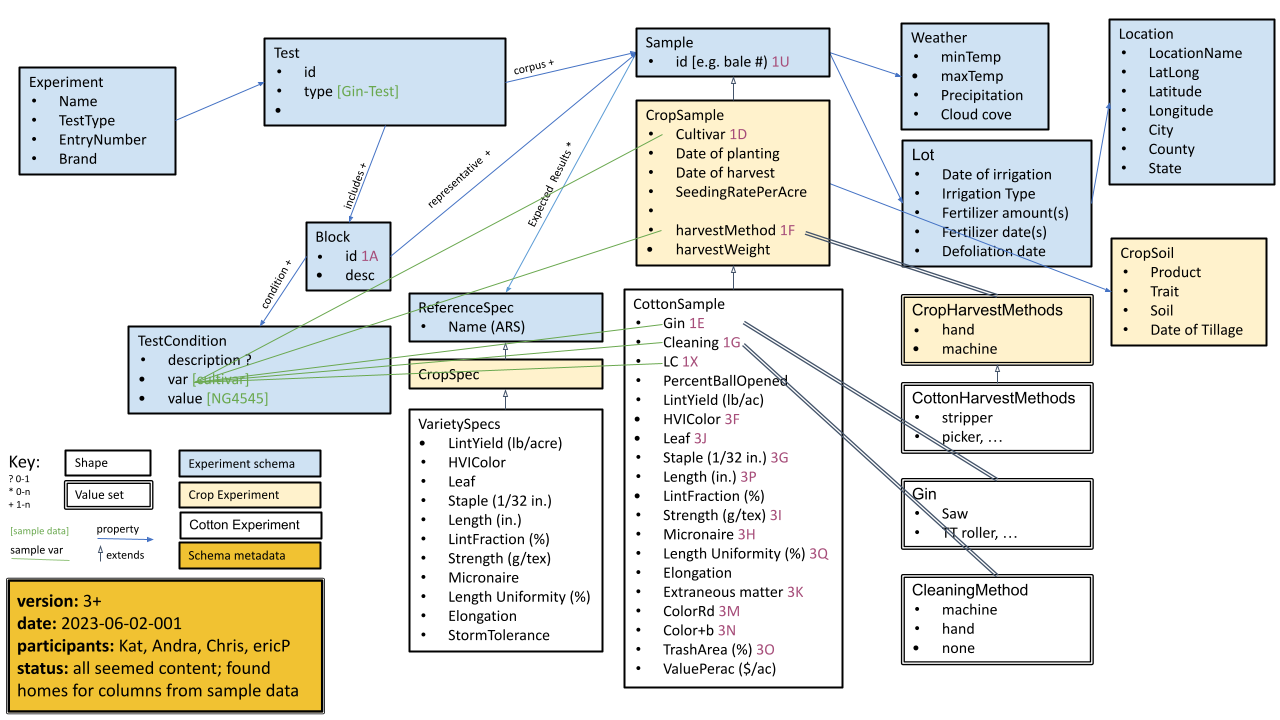 Experiment
• Name
• TestType
• EntryNumber
• Brand
Test
• id
• type [Gin-Test]
•
corpus +
includes +
representative +
Expected Results *
condition +
Block
• id 1A
• desc
TestCondition
• description ?
• var [cultivar]
• value [NG4545]
ReferenceSpec
• Name (ARS)
CropSpec
VarietySpecs
• LintYield (lb/acre)
• HVIColor
• Leaf
• Staple (1/32 in.)
• Length (in.)
• LintFraction (%)
• Strength (g/tex)
• Micronaire
• Length Uniformity (%)
• Elongation
• StormTolerance
Sample
• id [e.g. bale #) 1U
CropSample
• Cultivar 1D
• Date of planting
• Date of harvest
• SeedingRatePerAcre
•
• harvestMethod 1F
• harvestWeight
CottonSample
• Gin 1E
• Cleaning 1G
• LC 1X
• PercentBallOpened
• LintYield (lb/ac)
• HVIColor 3F
• Leaf 3J
• Staple (1/32 in.) 3G
• Length (in.) 3P
• LintFraction (%)
• Strength (g/tex) 3I
• Micronaire 3H
• Length Uniformity (%) 3Q
• Elongation
• Extraneous matter 3K
• ColorRd 3M
• Color+b 3N
• TrashArea (%) 3O
• ValuePerac ($/ac)
Weather
• minTemp
• maxTemp
• Precipitation
• Cloud cove
Lot
• Date of irrigation
• Irrigation Type
• Fertilizer amount(s)
• Fertilizer date(s)
• Defoliation date
Location
• LocationName
• LatLong
• Latitude
• Longitude
• City
• County
• State
CropSoil
• Product
• Trait
• Soil
• Date of Tillage
CropHarvestMethods
• hand
• machine
CottonHarvestMethods
• stripper
• picker, …
Gin
• Saw
• TT roller, …
CleaningMethod
• machine
• hand
• none
Key:
? 0-1
* 0-n
+ 1-n
Shape
Value set
Experiment schema
Crop Experiment
Cotton Experiment
Schema metadata
[sample data]
property
sample var
extends
version: 3+
date: 2023-06-02-001
participants: Kat, Andra, Chris, ericP
status: all seemed content; found
homes for columns from sample data